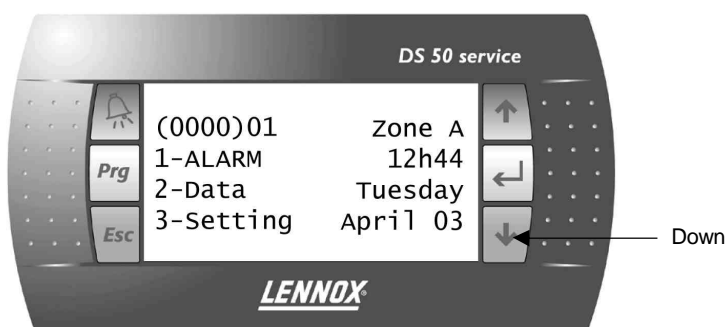 DS 50 service
(0000)01 Zone A
1-ALARM 12h44
Prg
2-Data Tuesday
Esc
3-Setting April 03
Down
LENNOX®